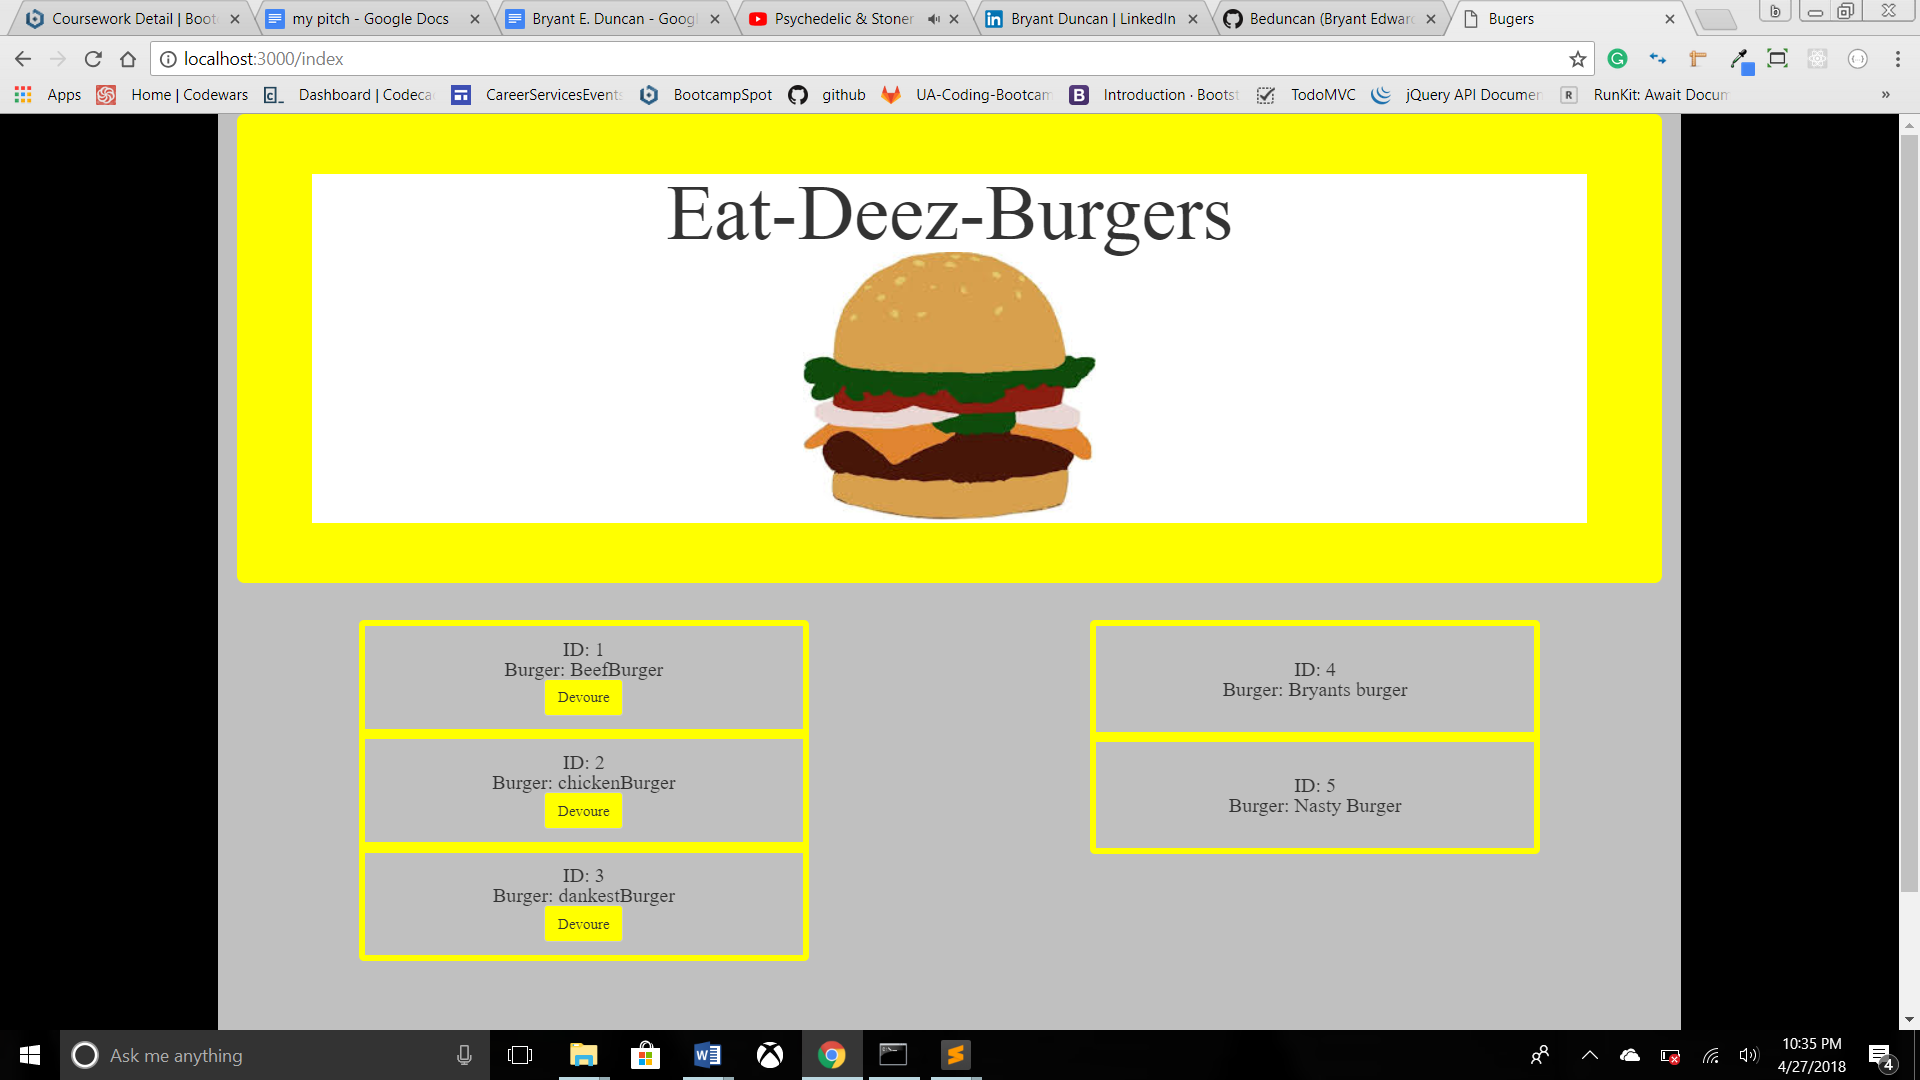 Coursework Detail | Boot
my pitch - Google Docs
Bryant E. Duncan - Googl
Psychedelic & Stoner
Bryant Duncan | LinkedIn
Beduncan (Bryant Edward
Bugers
localhost:3000/index
Apps
Home | Codewars
Dashboard | Codeca
CareerServicesEvents
BootcampSpot
github
UA-Coding-Bootcam
Introduction · Bootst
TodoMVC
jQuery API Documen
RunKit: Await Docum
»
Eat-Deez-Burgers
ID: 1
Burger: BeefBurger
Devoure
ID: 2
Burger: chickenBurger
Devoure
ID: 3
Burger: dankestBurger
Devoure
ID: 4
Burger: Bryants burger
ID: 5
Burger: Nasty Burger
Ask me anything
10:35 PM
4/27/2018
4